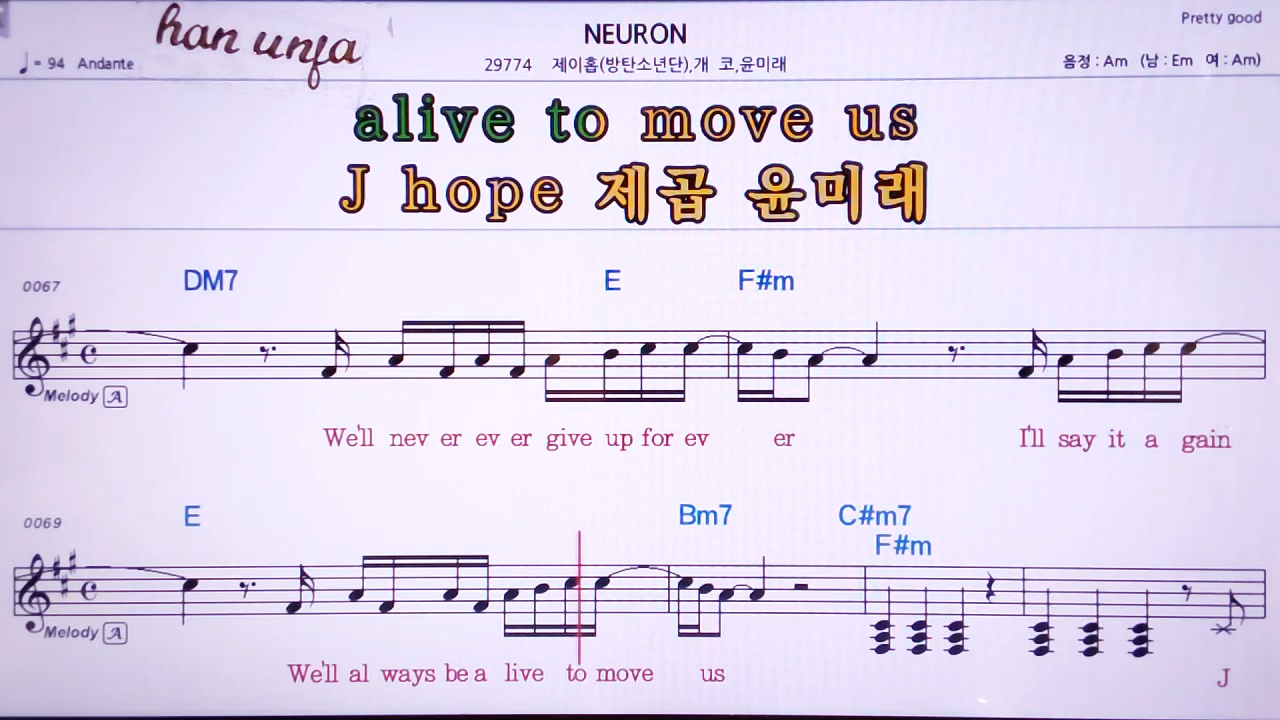 han unfa
NEURON
Pretty good
♩ = 94 Andante
29774 제이홉(방탄소년단),개 코,윤미래
음정 : Am (남 : Em 여 : Am)
alive to move us
J hope 제곱 윤미래
0067
DM7 E F#m
Melody A
We'll nev er ev er give up for ev er I'll say it a gain
0069
E Bm7 C#m7
F#m
Melody A
We'll al ways be a live to move us J